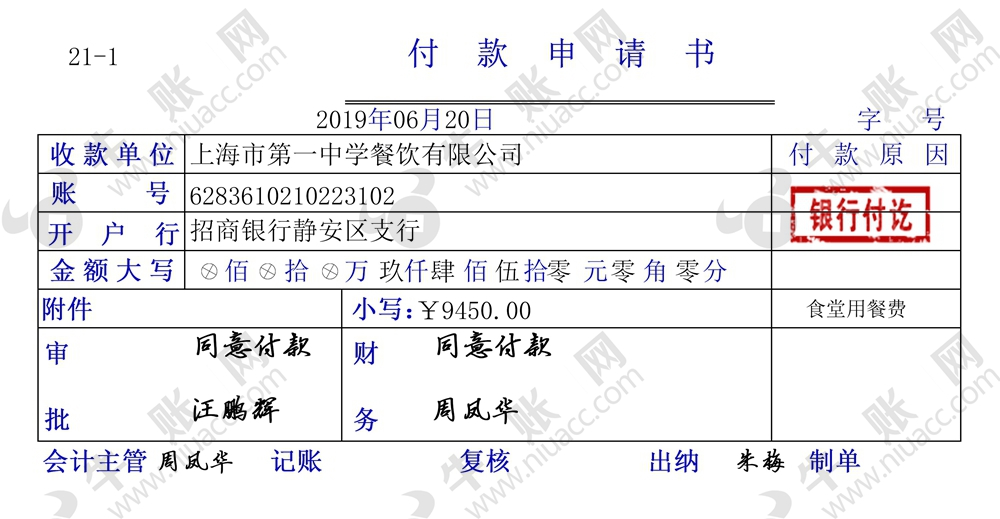 21-1
付款申请书
2019年06月20日 字 号
收款单位 上海市第一中学餐饮有限公司 付款原因
账号 6283610210223102
银行付讫
开户行 招商银行静安区支行
金额大写 ⊗佰⊗拾⊗万玖仟肆佰伍拾零元零角零分
附件 小写:￥9450.00 食堂用餐费
审批 同意付款 财务 同意付款
汪鹏辉 周凤华
会计主管 周凤华 记账 复核 出纳 朱梅 制单
牛账网
www.niuacc.com